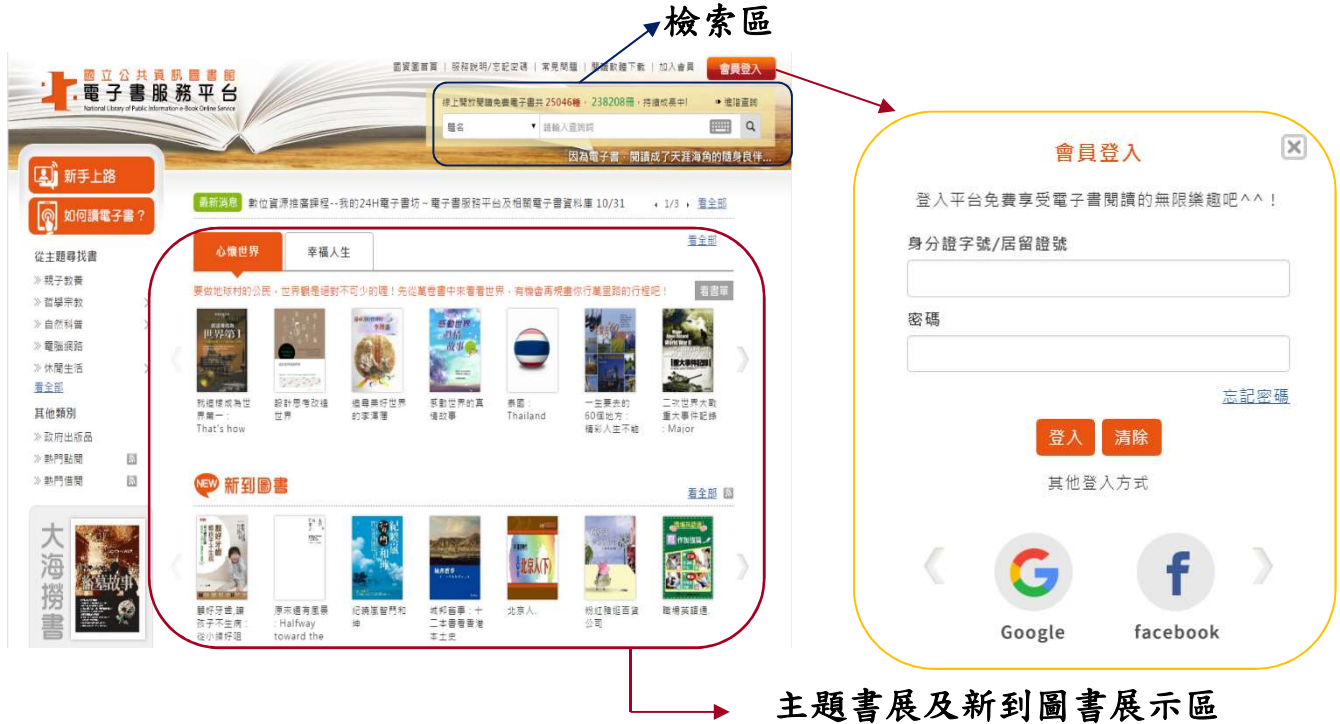 檢索區
國立公共資訊圖書館
電子書服務平台
National Library of Public Information e-Book Online Service
國資圖首頁 | 服務說明/忘記密碼 | 常見問題 | 閱讀軟體下載 | 加入會員
會員登入
線上開放閱讀免費電子書共 25046種, 238208冊, 持續成長中!
進階查詢
題名
請輸入查詢詞
因為電子書,閱讀成了天涯海角的隨身良伴...
新手上路
如何讀電子書?
最新消息 數位資源推廣課程--我的24H電子書坊~電子書服務平台及相關電子書資料庫 10/31
1/3
看全部
從主題尋找書
親子教養
哲學宗教
自然科普
電腦網路
休閒生活
看全部
其他類別
政府出版品
熱門點閱
熱門借閱
大海撈書
心懷世界
幸福人生
看全部
要做地球村的公民,世界觀是絕對不可少的喔!先從萬卷書中來看看世界,有機會再規畫你行萬里路的行程吧!
看書單
就這樣成為世
界第一:
That's how
設計思考改造
世界
追尋美好世界
的李澤藩
感動世界的真
情故事
泰國:
Thailand
一生要去的
60個地方:
精彩人生不能
二次世界大戰
重大事件記錄
: Major
NEW 新到圖書
看全部
顧好牙齒,讓
孩子不生病:
從小擁好咀
原來還有風景
: Halfway
toward the
紀曉嵐智鬥和
珅
城邦舊事:十
二本書看香港
本土史
北京人.
粉紅豬逛百貨
公司
職場英語通.
會員登入
登入平台免費享受電子書閱讀的無限樂趣吧^^!
身分證字號/居留證號
密碼
忘記密碼
登入
清除
其他登入方式
Google
facebook
主題書展及新到圖書展示區